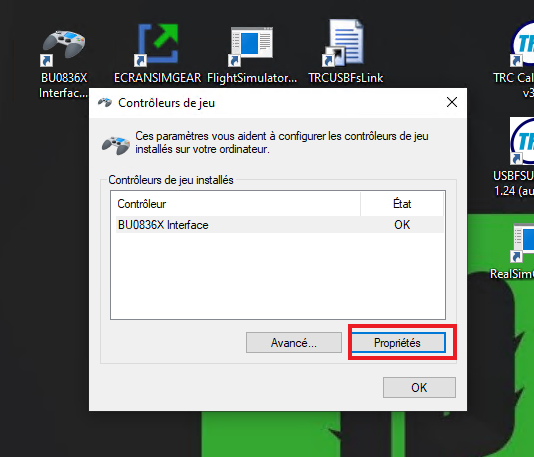 BU0836X
Interfac...
ECRANSIMGEAR
FlightSimulator...
TRCUSBFsLink
TRC Cal
v3
Contrôleurs de jeu
Ces paramètres vous aident à configurer les contrôleurs de jeu
installés sur votre ordinateur.
USBFSU
1.24 (au
Contrôleurs de jeu installés
Contrôleur État
BU0836X Interface OK
RealSim
Avancé... Propriétés
OK